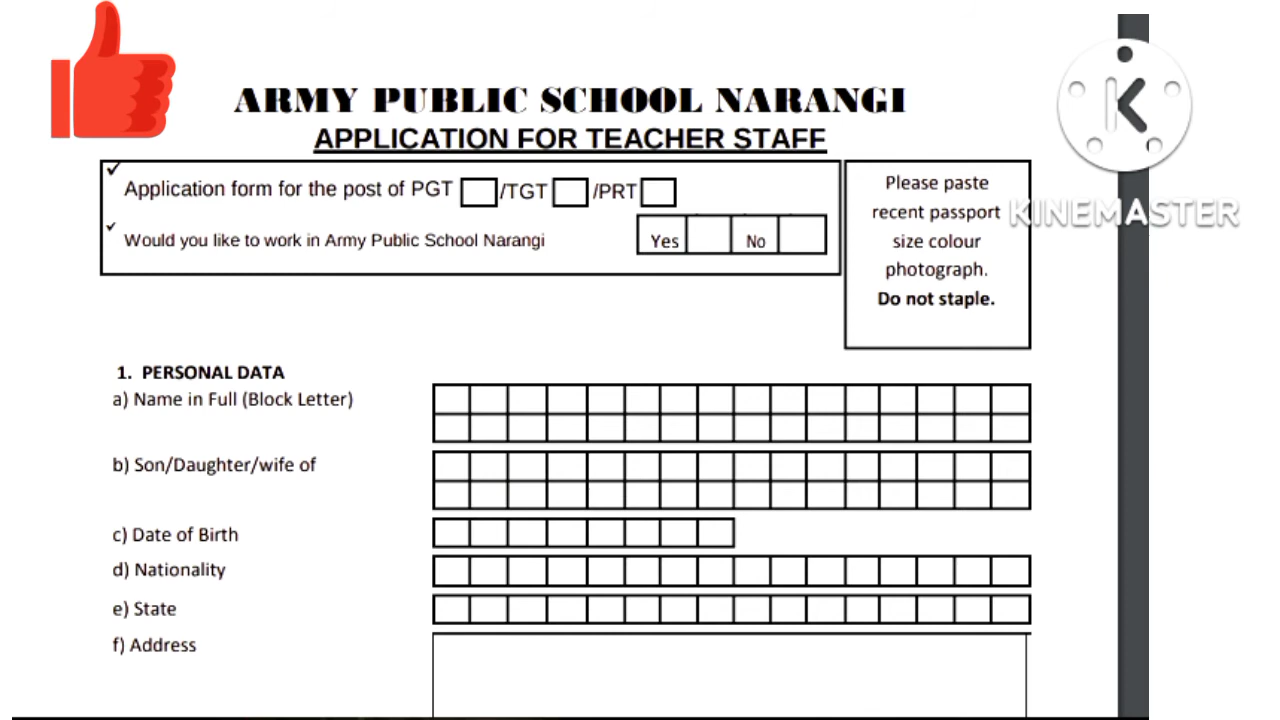 ARMY PUBLIC SCHOOL NARANGI
APPLICATION FOR TEACHER STAFF
Application form for the post of PGT /TGT /PRT
Would you like to work in Army Public School Narangi
Yes No
Please paste
recent passport
size colour
photograph.
Do not staple.
K
KINEMASTER
1. PERSONAL DATA
a) Name in Full (Block Letter)
b) Son/Daughter/wife of
c) Date of Birth
d) Nationality
e) State
f) Address